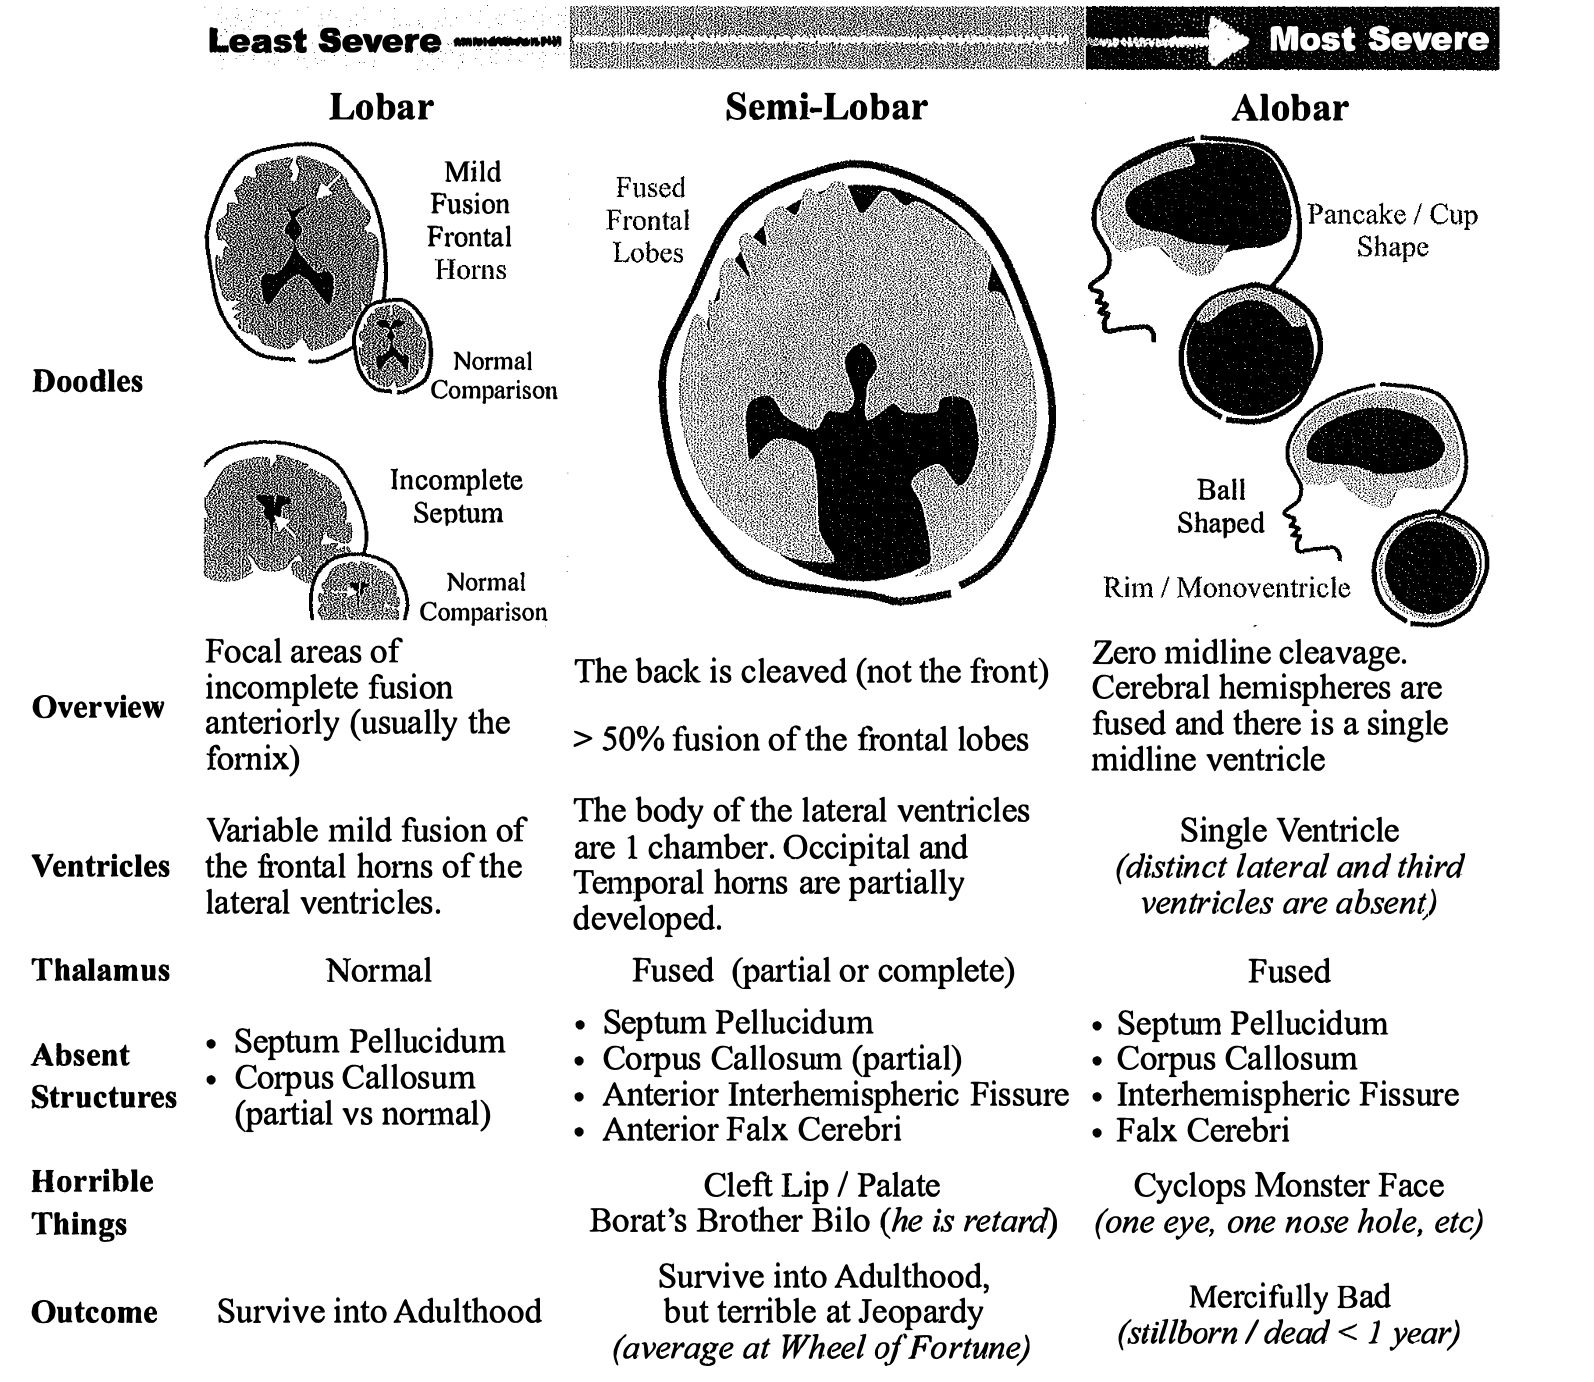 Least Severe
Most Severe
Lobar
Semi-Lobar
Alobar
Doodles
Mild
Fusion
Frontal
Horns
Normal
Comparison
Incomplete
Septum
Normal
Comparison
Fused
Frontal
Lobes
Pancake / Cup
Shape
Ball
Shaped
Rim / Monoventricle
Overview
Focal areas of
incomplete fusion
anteriorly (usually the
fornix)
The back is cleaved (not the front)
> 50% fusion of the frontal lobes
Zero midline cleavage.
Cerebral hemispheres are
fused and there is a single
midline ventricle
Ventricles
Variable mild fusion of
the frontal horns of the
lateral ventricles.
The body of the lateral ventricles
are 1 chamber. Occipital and
Temporal horns are partially
developed.
Single Ventricle
(distinct lateral and third
ventricles are absent)
Thalamus
Normal
Fused (partial or complete)
Fused
Absent
Structures
• Septum Pellucidum
• Corpus Callosum
(partial vs normal)
• Septum Pellucidum
• Corpus Callosum (partial)
• Anterior Interhemispheric Fissure
• Anterior Falx Cerebri
• Septum Pellucidum
• Corpus Callosum
• Interhemispheric Fissure
• Falx Cerebri
Horrible
Things
Cleft Lip / Palate
Borat's Brother Bilo (he is retard)
Cyclops Monster Face
(one eye, one nose hole, etc)
Outcome
Survive into Adulthood
Survive into Adulthood,
but terrible at Jeopardy
(average at Wheel of Fortune)
Mercifully Bad
(stillborn / dead < 1 year)